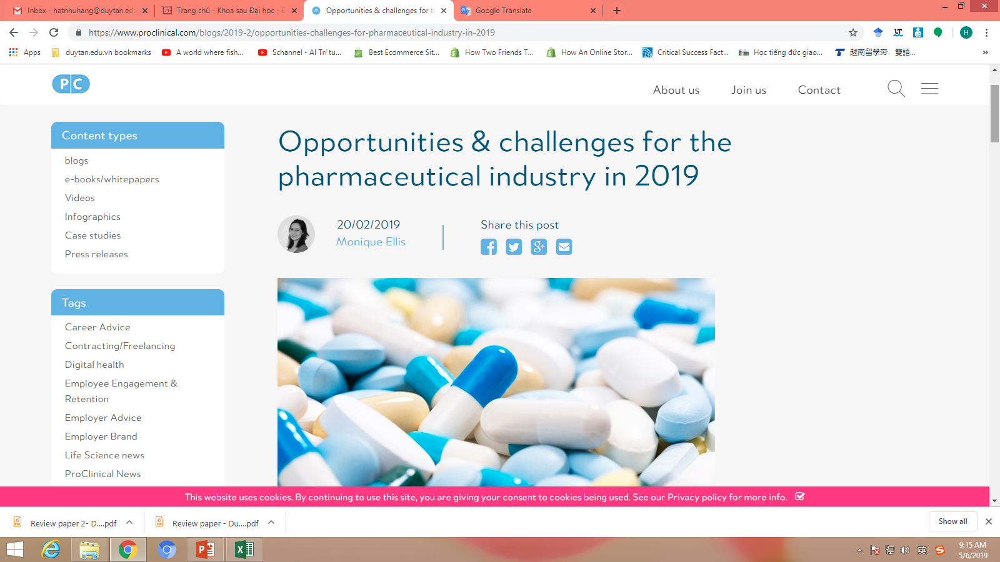 Inbox - hatnhuhang@duytan.edu
Trang chủ - Khoa sau Đại học - Đ
Opportunities & challenges for th
Google Translate
https://www.proclinical.com/blogs/2019-2/opportunities-challenges-for-pharmaceutical-industry-in-2019
H
Apps
duytan.edu.vn bookmarks
A world where fish...
Schannel - AI Trí tu...
Best Ecommerce Sit...
How Two Friends T...
How An Online Stor...
Critical Success Fact...
Học tiếng đức giao...
越南留學夯 雙語...
P|C
About us
Join us
Contact
Content types
blogs
e-books/whitepapers
Videos
Infographics
Case studies
Press releases
Tags
Career Advice
Contracting/Freelancing
Digital health
Employee Engagement &
Retention
Employer Advice
Employer Brand
Life Science news
ProClinical News
Opportunities & challenges for the
pharmaceutical industry in 2019
20/02/2019
Monique Ellis
Share this post
This website uses cookies. By continuing to use this site, you are giving your consent to cookies being used. See our Privacy policy for more info.
Review paper 2- D....pdf
Review paper - Du....pdf
Show all
英
9:15 AM
5/6/2019